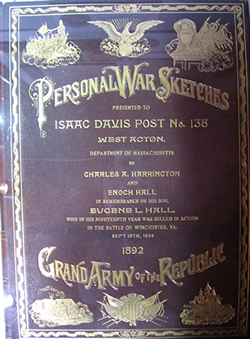 PERSONAL WAR SKETCHES
PRESENTED TO
ISAAC DAVIS POST No. 138
WEST ACTON.
DEPARTMENT OF MASSACHUSETTS
BY
CHARLES A. HARRINGTON
AND
ENOCH HALL
IN REMEMBRANCE OF HIS SON,
EUGENE L. HALL
WHO IN HIS NINETEENTH YEAR WAS KILLED IN ACTION
IN THE BATTLE OF WINCHESTER, VA.
SEPT 19TH, 1864
1892
GRAND ARMY OF THE REPUBLIC